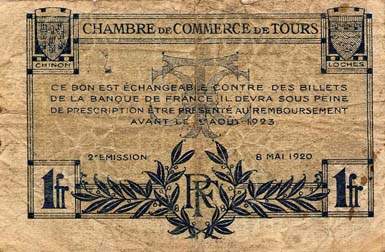 CHAMBRE DE COMMERCE DE TOURS
CHINON
LOCHES
CE BON EST ÉCHANGEABLE CONTRE DES BILLETS
DE LA BANQUE DE FRANCE. IL DEVRA SOUS PEINE
DE PRESCRIPTION ÊTRE PRÉSENTÉ AU REMBOURSEMENT
AVANT LE 1ER AOÛT 1923
2E EMISSION
8 MAI 1920
1fr
RF
1fr